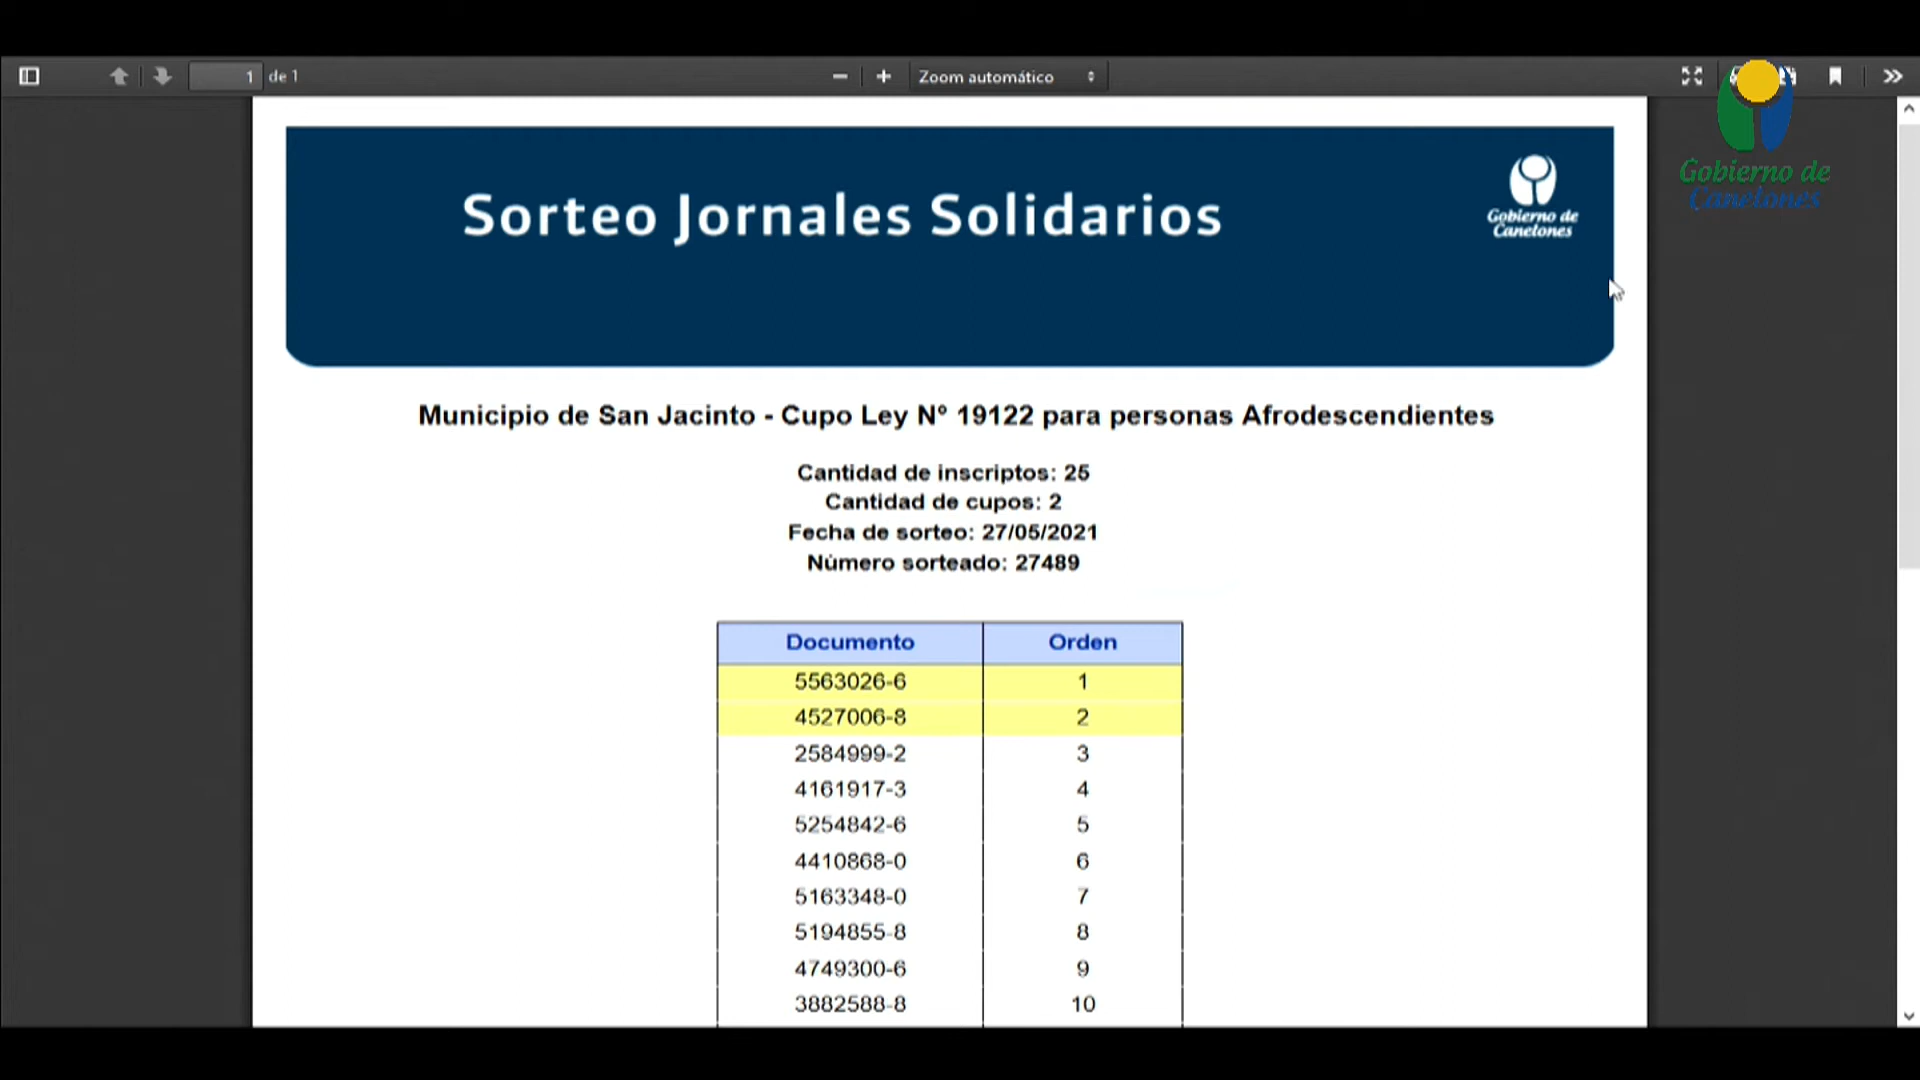 1 de 1
Zoom automático
Gobierno de
Canelones
Sorteo Jornales Solidarios
Gobierno de
Canelones
Municipio de San Jacinto - Cupo Ley N° 19122 para personas Afrodescendientes
Cantidad de inscriptos: 25
Cantidad de cupos: 2
Fecha de sorteo: 27/05/2021
Número sorteado: 27489
Documento Orden
5563026-6 1
4527006-8 2
2584999-2 3
4161917-3 4
5254842-6 5
4410868-0 6
5163348-0 7
5194855-8 8
4749300-6 9
3882588-8 10